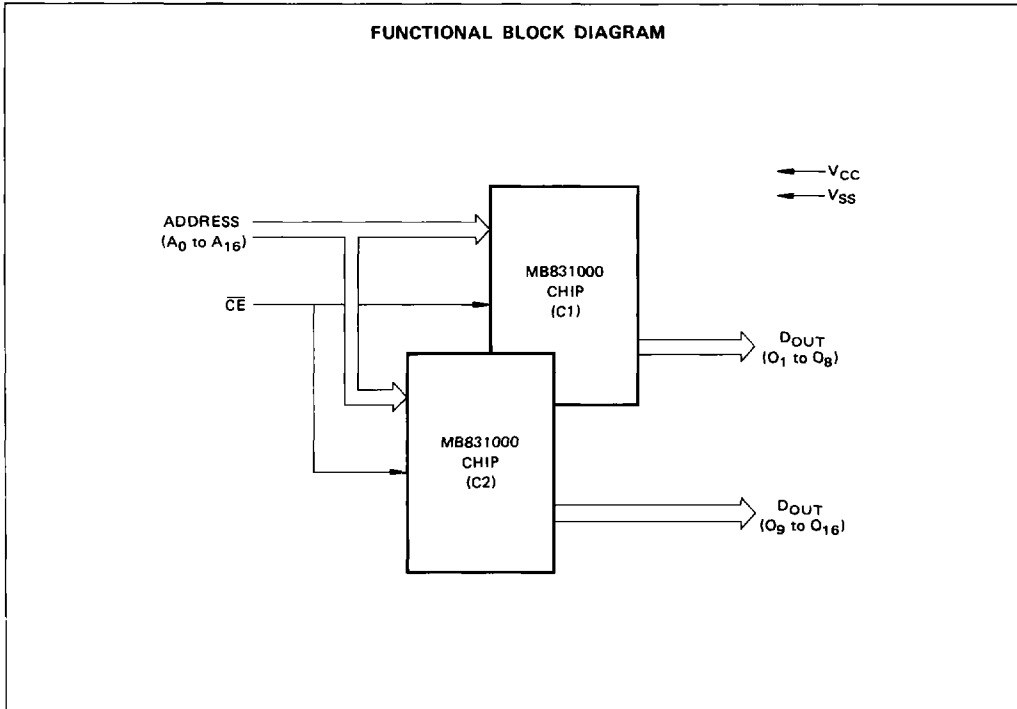 FUNCTIONAL BLOCK DIAGRAM
VCC
VSS
ADDRESS
(A0 to A16)
MB831000
CHIP
(C1)
CE
DOUT
(O1 to O8)
MB831000
CHIP
(C2)
DOUT
(O9 to O16)